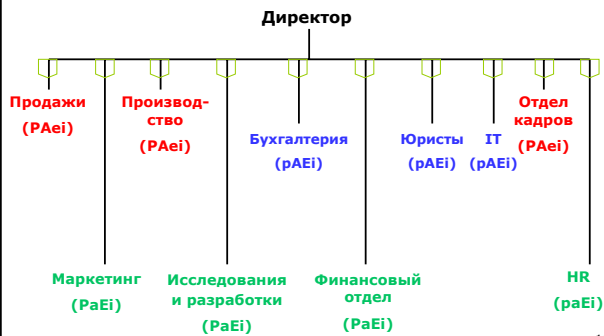 Директор
Продажи
(PAei)
Производ-
ство
(PAei)
Бухгалтерия
(pAEi)
Юристы
(pAEi)
IT
(pAEi)
Отдел
кадров
(PAei)
Маркетинг
(PaEi)
Исследования
и разработки
(PaEi)
Финансовый
отдел
(PaEi)
HR
(paEi)